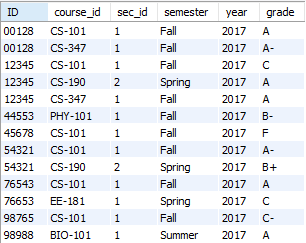 ID course_id sec_id semester year grade
00128 CS-101 1 Fall 2017 A
00128 CS-347 1 Fall 2017 A-
12345 CS-101 1 Fall 2017 C
12345 CS-190 2 Spring 2017 A
12345 CS-347 1 Fall 2017 A
44553 PHY-101 1 Fall 2017 B-
45678 CS-101 1 Fall 2017 F
54321 CS-101 1 Fall 2017 A-
54321 CS-190 2 Spring 2017 B+
76543 CS-101 1 Fall 2017 A
76653 EE-181 1 Spring 2017 C
98765 CS-101 1 Fall 2017 C-
98988 BIO-101 1 Summer 2017 A